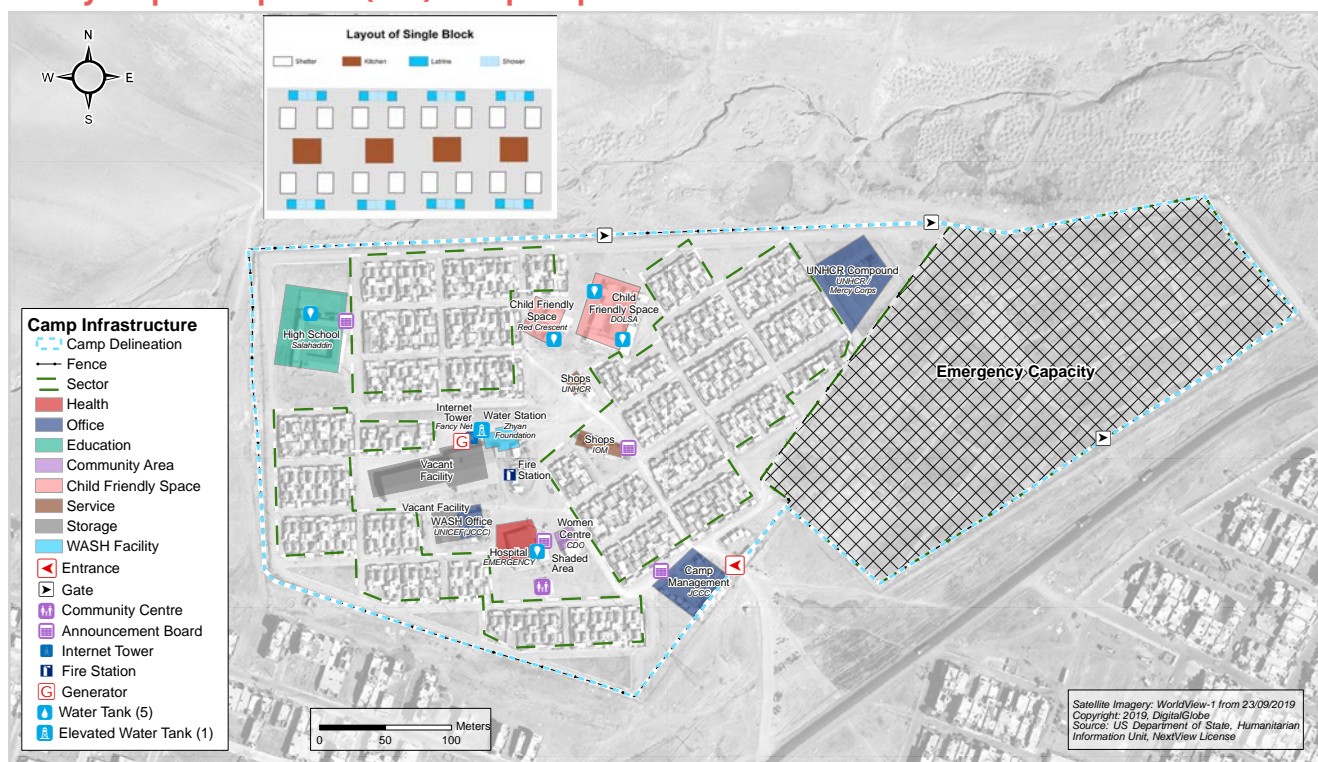 N
W
E
S
Layout of Single Block
Shelter
Kitchen
Latrine
Shower
UNHCR Compound
UNHCR /
Mercy Corps
Child Friendly
Space
Red Crescent
Child
Friendly Space
DOLSA
High School
Salahaddin
Emergency Capacity
Shops
UNHCR
Internet
Tower
Fancy Net
Water Station
Zhyan
Foundation
G
Shops
IOM
Vacant
Facility
Fire
Station
Vacant Facility
WASH Office
UNICEF (JCCC)
Women
Centre
CDO
Hospital
EMERGENCY
Shaded
Area
Camp
Management
JCCC
Camp Infrastructure
Camp Delineation
Fence
Sector
Health
Office
Education
Community Area
Child Friendly Space
Service
Storage
WASH Facility
Entrance
Gate
Community Centre
Announcement Board
Internet Tower
Fire Station
G Generator
Water Tank (5)
Elevated Water Tank (1)
Meters
0 50 100
Satellite Imagery: WorldView-1 from 23/09/2019
Copyright: 2019, DigitalGlobe
Source: US Department of State, Humanitarian
Information Unit, NextView License